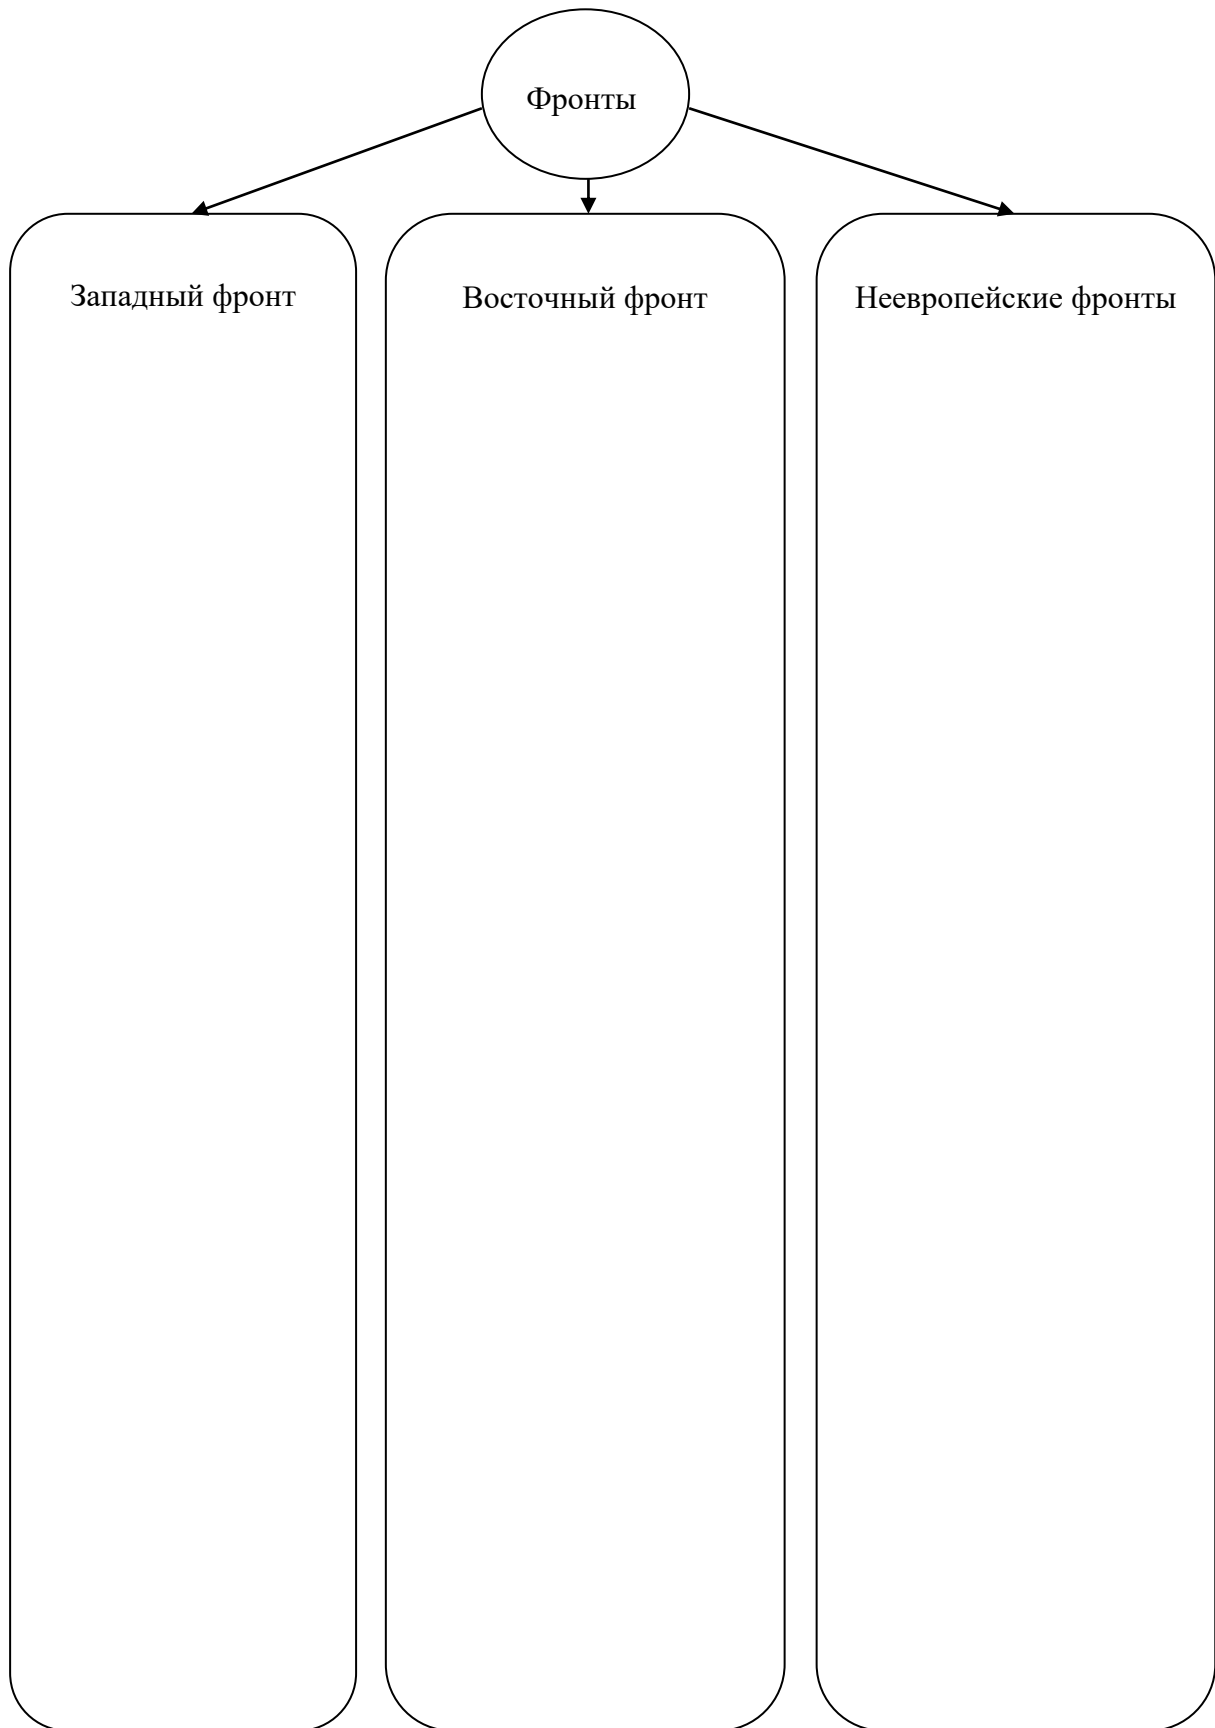 Фронты
Западный фронт
Восточный фронт
Неевропейские фронты